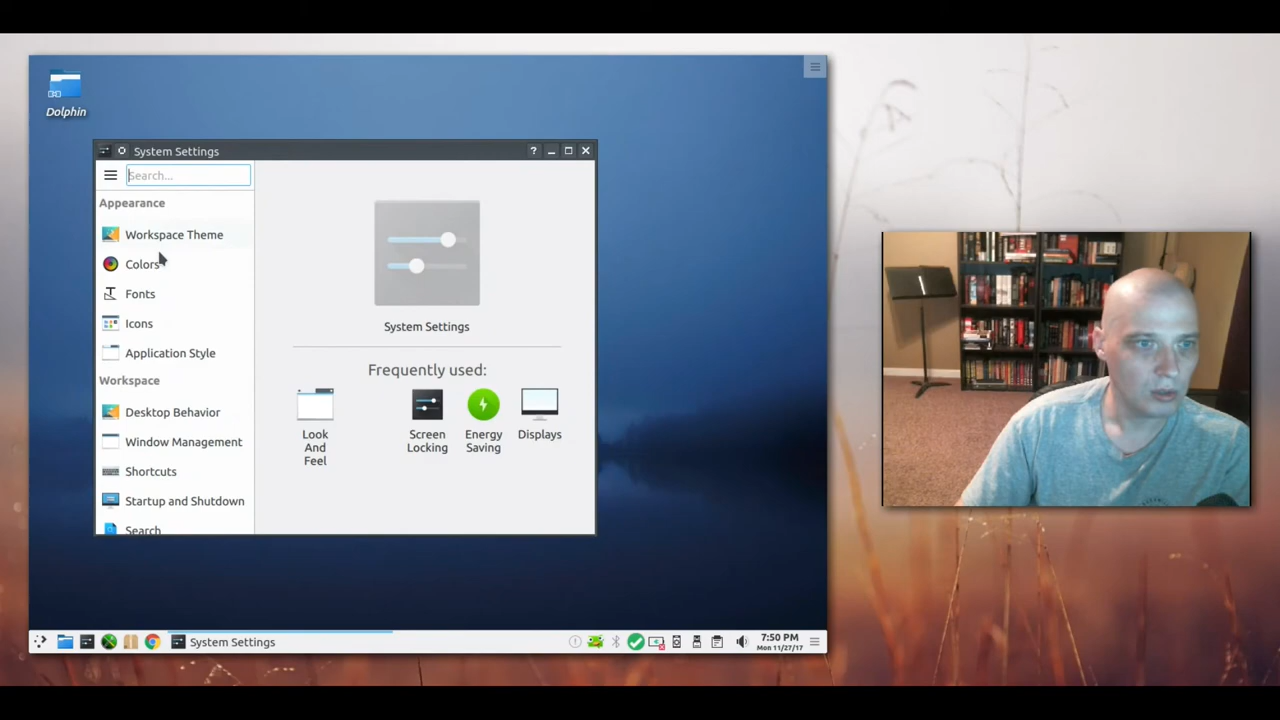 Dolphin
System Settings
Search...
Appearance
Workspace Theme
Colors
Fonts
Icons
Application Style
Workspace
Desktop Behavior
Window Management
Shortcuts
Startup and Shutdown
Search
System Settings
Frequently used:
Look
And
Feel
Screen
Locking
Energy
Saving
Displays
System Settings
7:50 PM
Mon 11/27/17